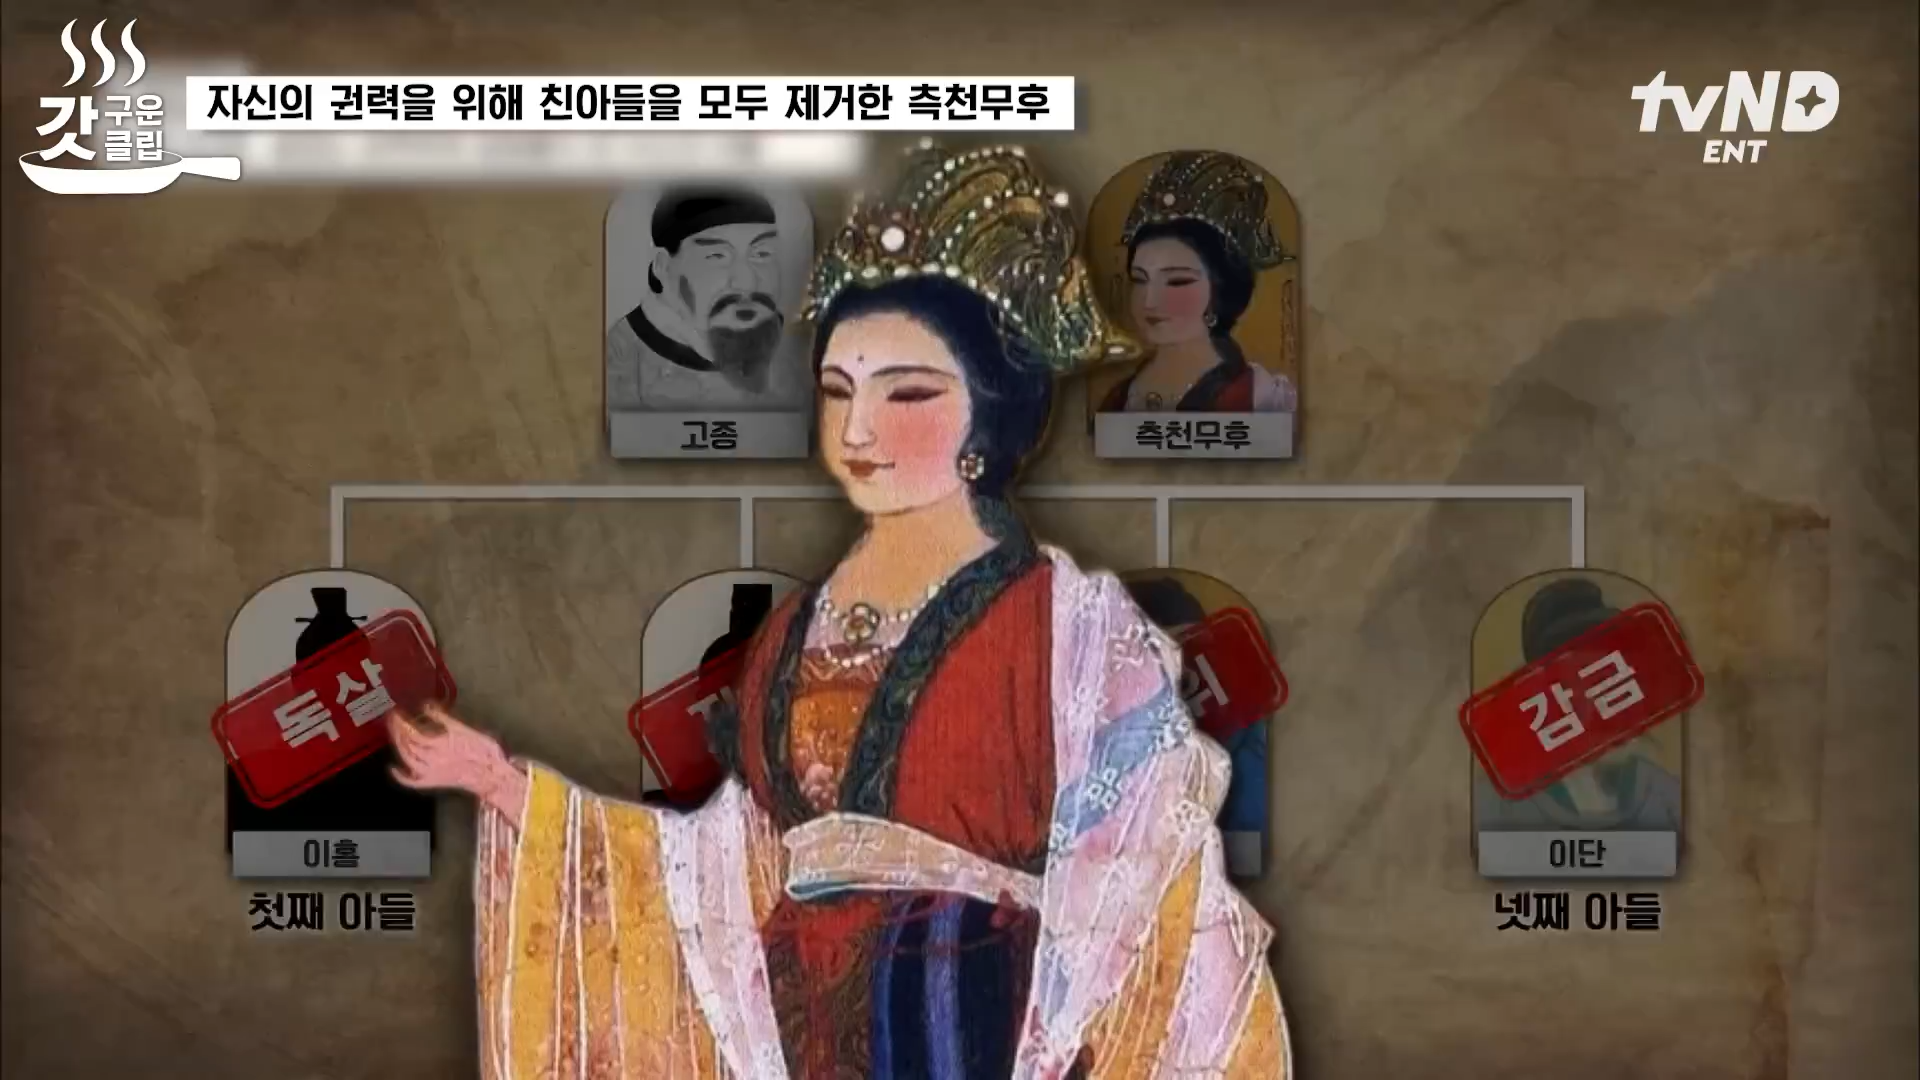 갓 구운 클립
자신의 권력을 위해 친아들을 모두 제거한 측천무후
tvND
ENT
고종
측천무후
독살
위
감금
이홍
이단
첫째 아들
넷째 아들